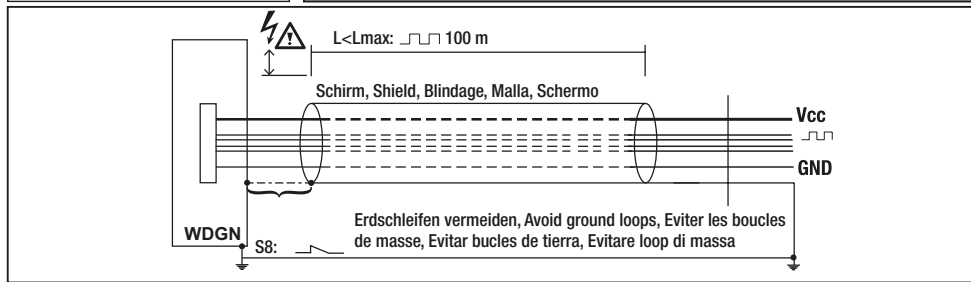 L<Lmax: 100 m
Schirm, Shield, Blindage, Malla, Schermo
Vcc
GND
WDGN
Erdschleifen vermeiden, Avoid ground loops, Eviter les boucles
de masse, Evitar bucles de tierra, Evitare loop di massa
S8: